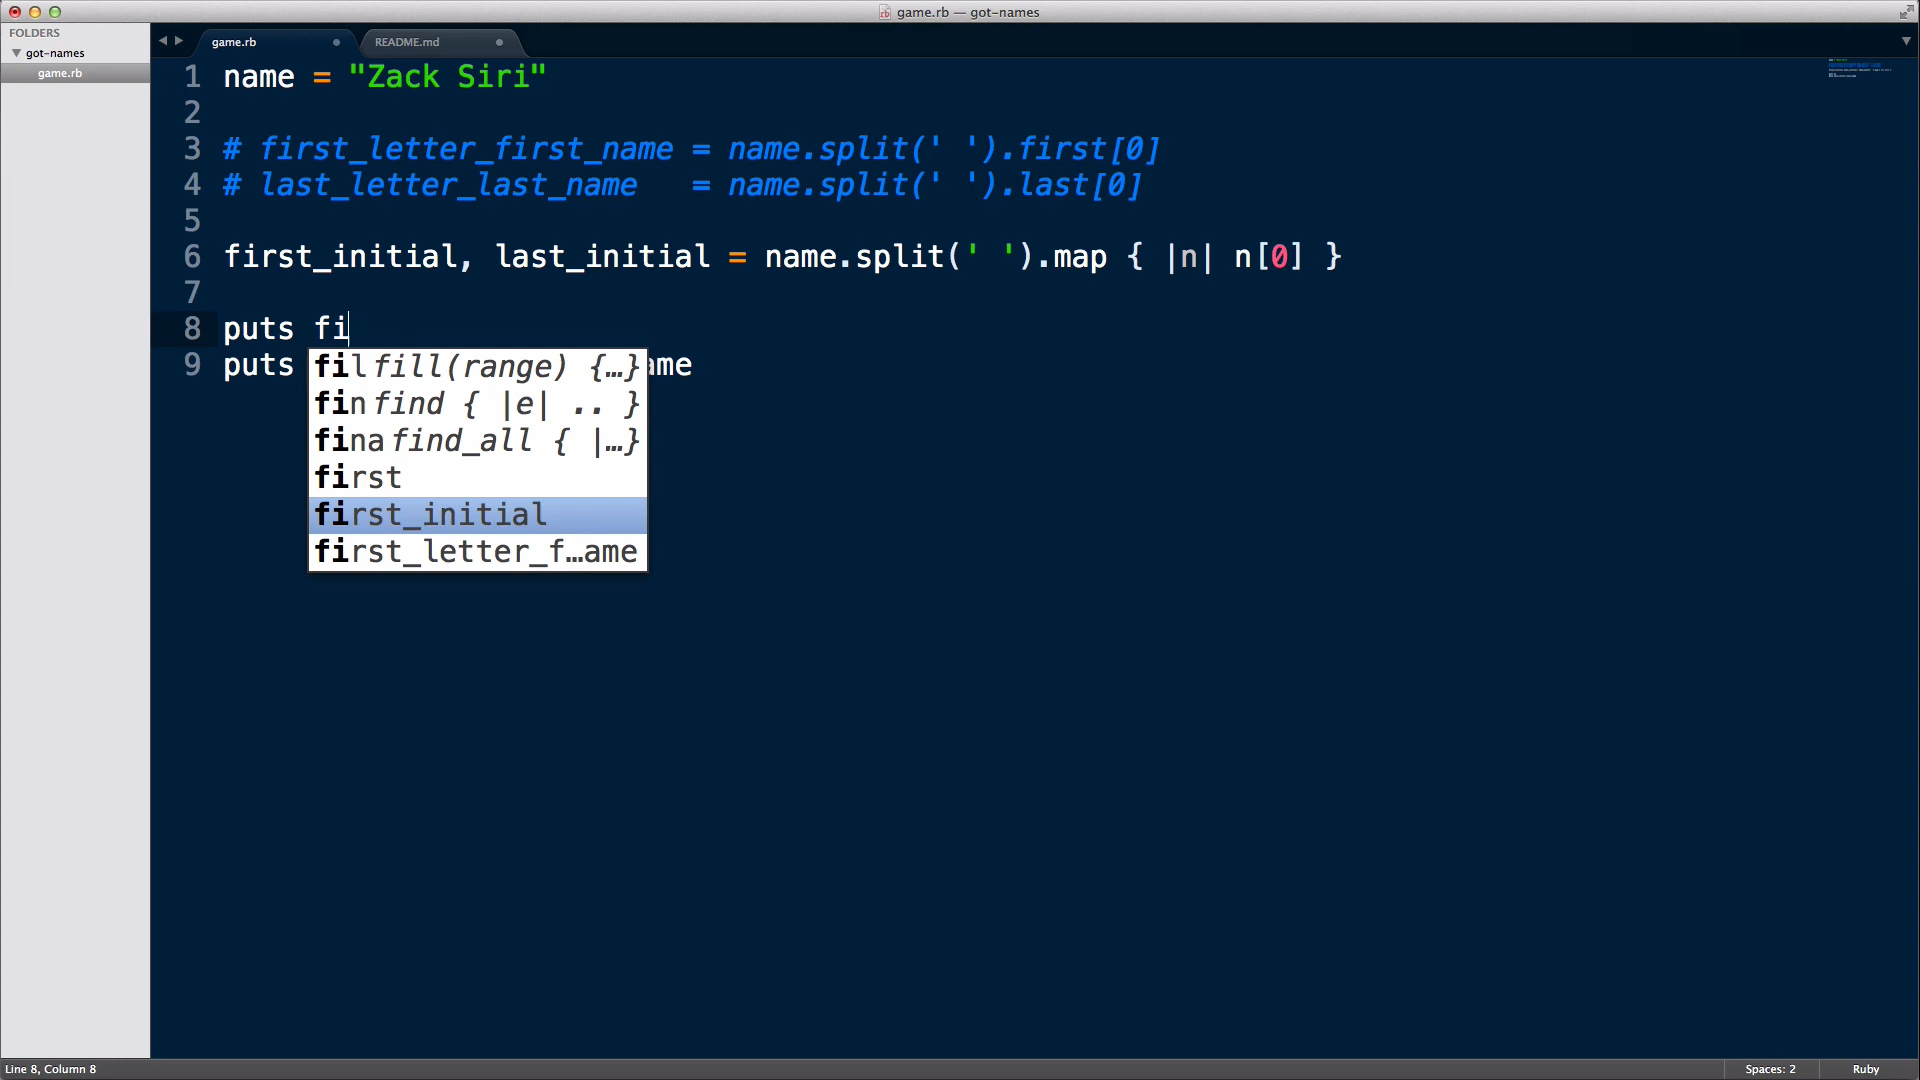 game.rb — got-names
FOLDERS
got-names
game.rb
game.rb
README.md
1 name = "Zack Siri"
2
3 # first_letter_first_name = name.split(' ').first[0]
4 # last_letter_last_name   = name.split(' ').last[0]
5
6 first_initial, last_initial = name.split(' ').map { |n| n[0] }
7
8 puts fi
9 puts ame
fil fill(range) {…}
fin find { |e| .. }
fina find_all { |…}
first
first_initial
first_letter_f…ame
Line 8, Column 8
Spaces: 2
Ruby